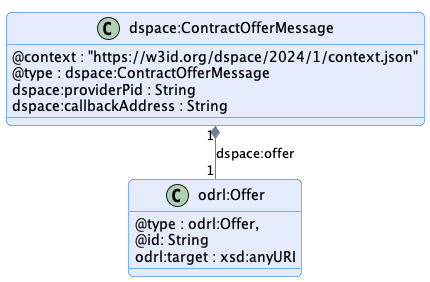 C dspace:ContractOfferMessage
@context : "https://w3id.org/dspace/2024/1/context.json"
@type : dspace:ContractOfferMessage
dspace:providerPid : String
dspace:callbackAddress : String
1
dspace:offer
1
C odrl:Offer
@type : odrl:Offer,
@id: String
odrl:target : xsd:anyURI